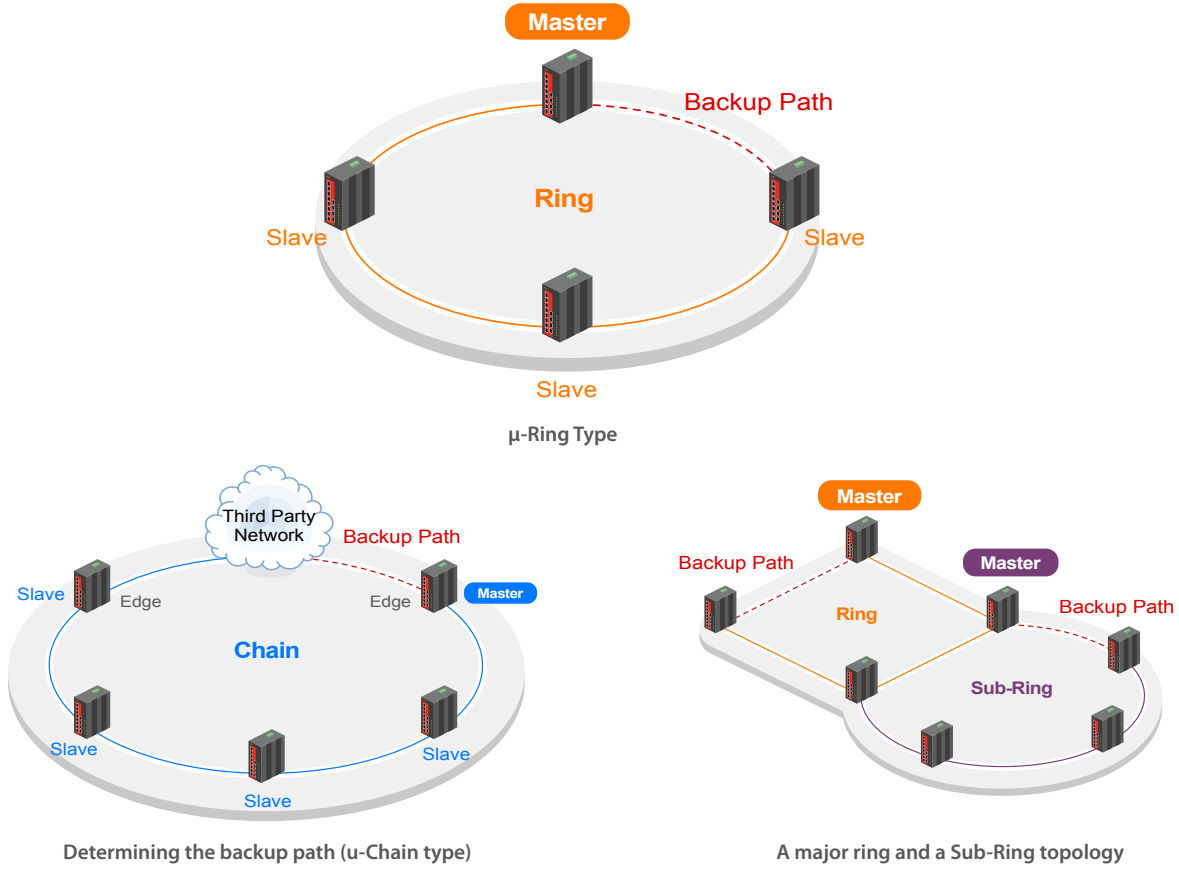 Master
Backup Path
Ring
Slave
Slave
Slave
µ-Ring Type
Third Party
Network
Backup Path
Slave
Edge
Edge
Master
Chain
Slave
Slave
Slave
Determining the backup path (u-Chain type)
Master
Backup Path
Master
Backup Path
Ring
Sub-Ring
A major ring and a Sub-Ring topology